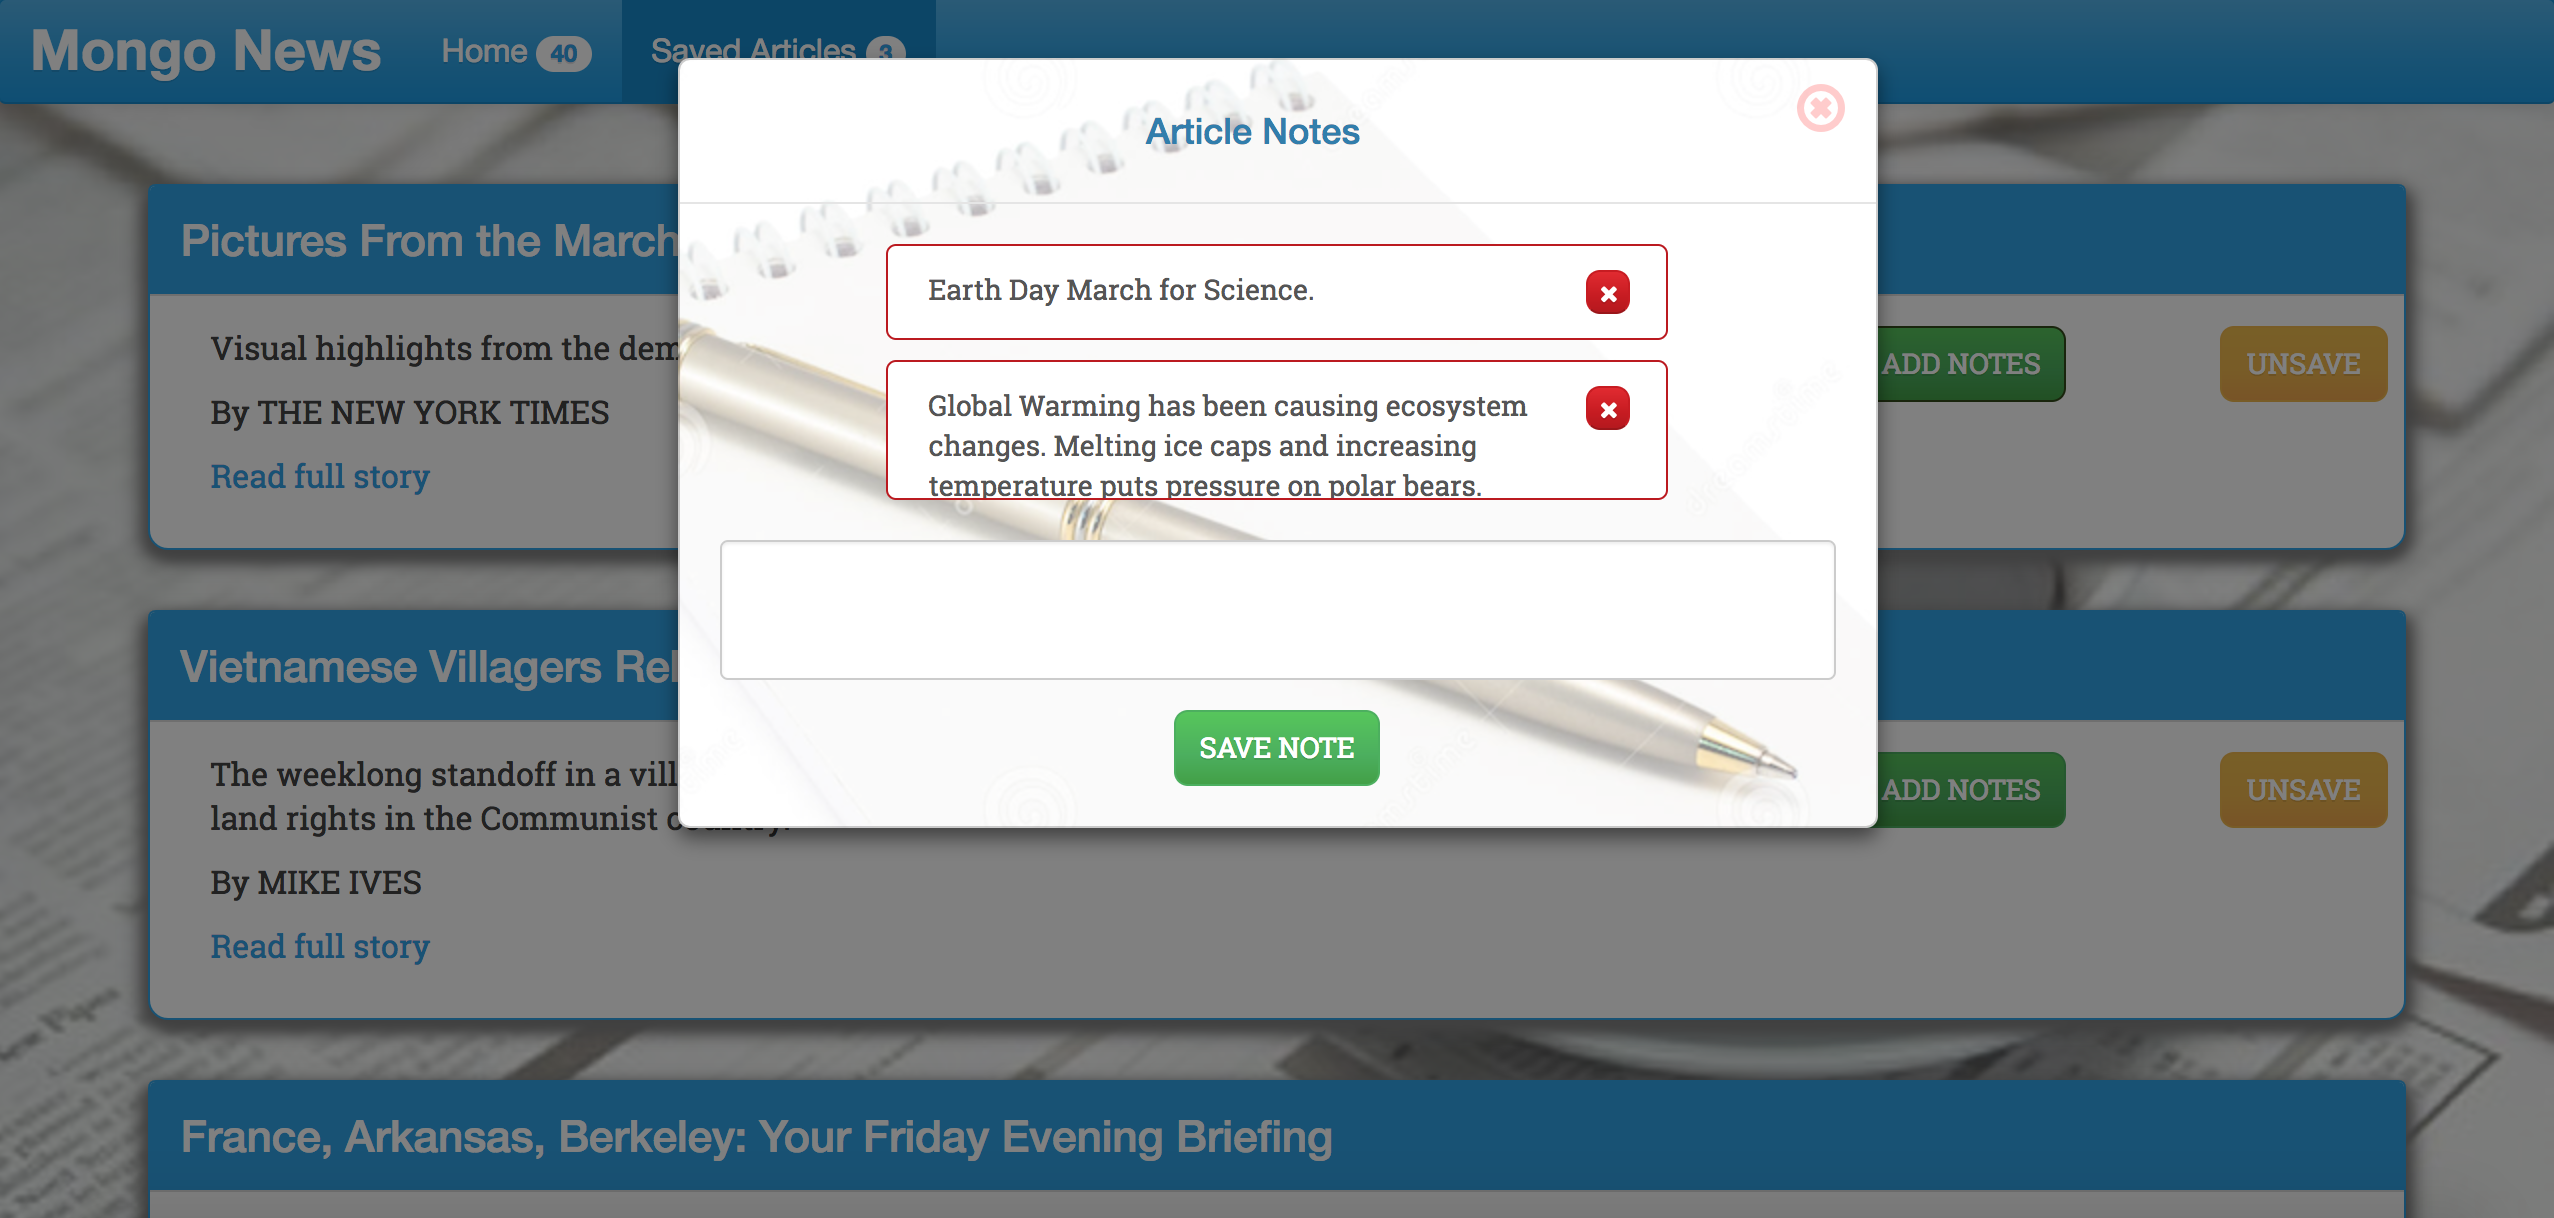 Mongo News Home 40 Saved Articles 3
Article Notes
Earth Day March for Science.
Global Warming has been causing ecosystem
changes. Melting ice caps and increasing
temperature puts pressure on polar bears.
SAVE NOTE
Pictures From the March
Visual highlights from the
By THE NEW YORK TIMES
Read full story
ADD NOTES
UNSAVE
Vietnamese Villagers
The weeklong standoff in a
land rights in the Communist country.
By MIKE IVES
Read full story
ADD NOTES
UNSAVE
France, Arkansas, Berkeley: Your Friday Evening Briefing